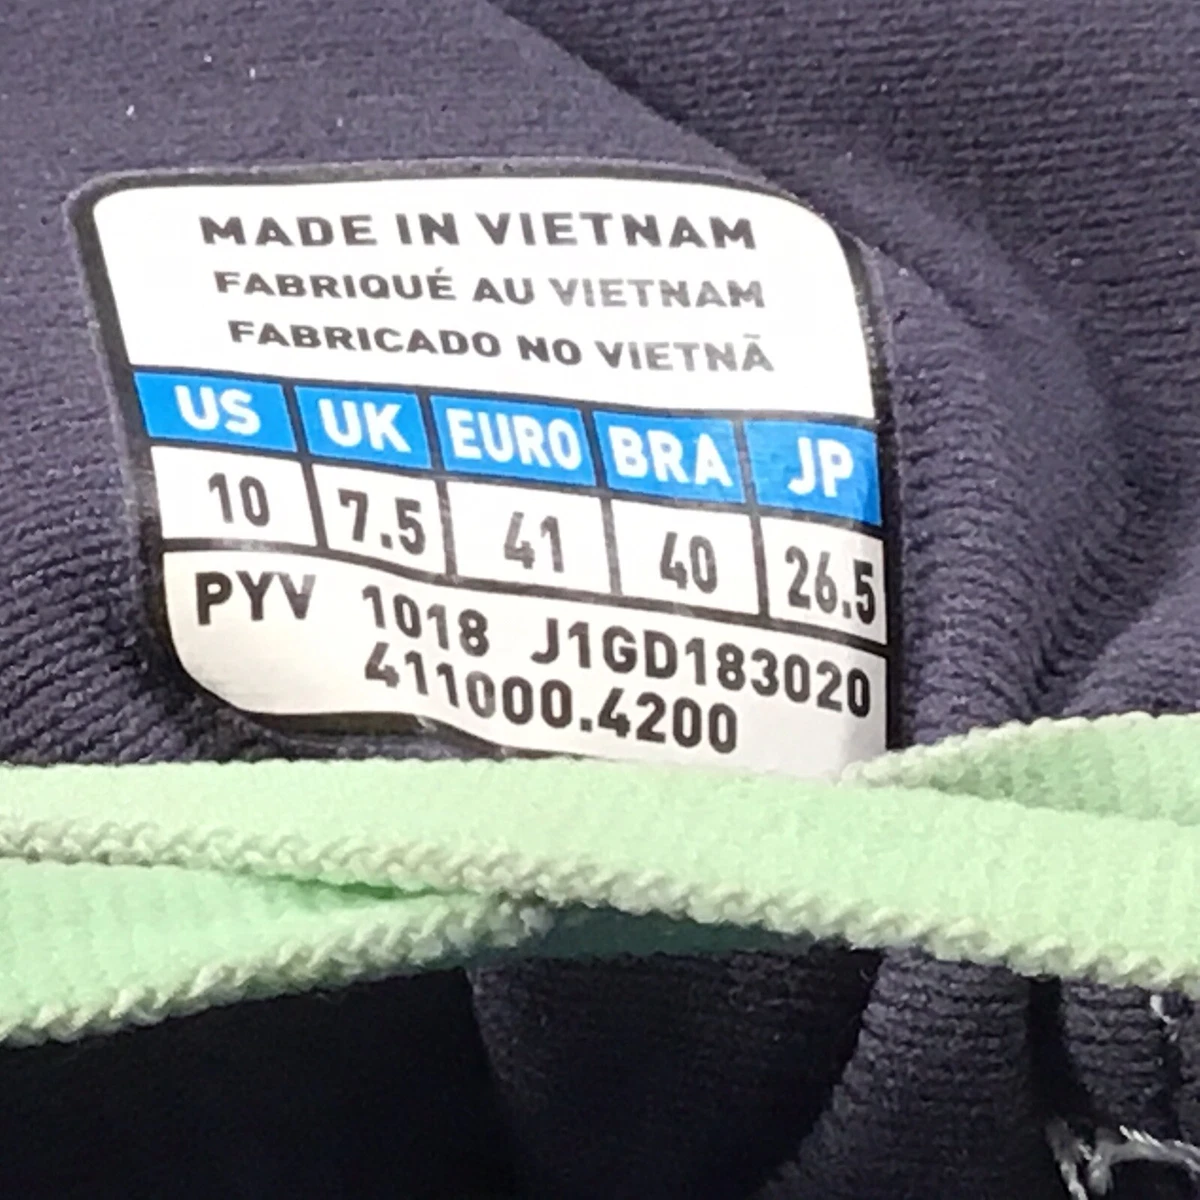 MADE IN VIETNAM
FABRIQUÉ AU VIETNAM
FABRICADO NO VIETNÃ
US UK EURO BRA JP
10 7.5 41 40 26.5
PYV 1018 J1GD183020
411000.4200